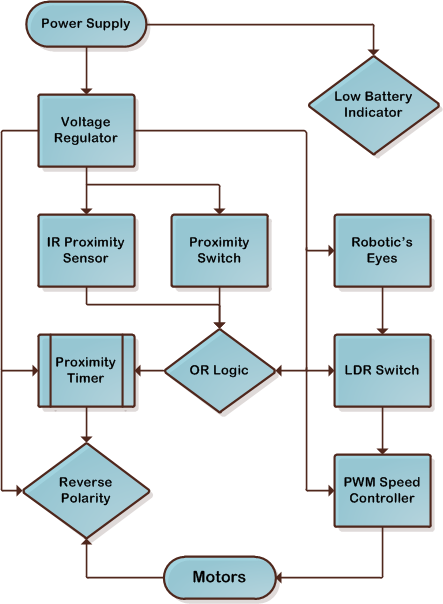 Power Supply
Low Battery
Indicator
Voltage
Regulator
IR Proximity
Sensor
Proximity
Switch
Robotic's
Eyes
Proximity
Timer
OR Logic
LDR Switch
Reverse
Polarity
PWM Speed
Controller
Motors